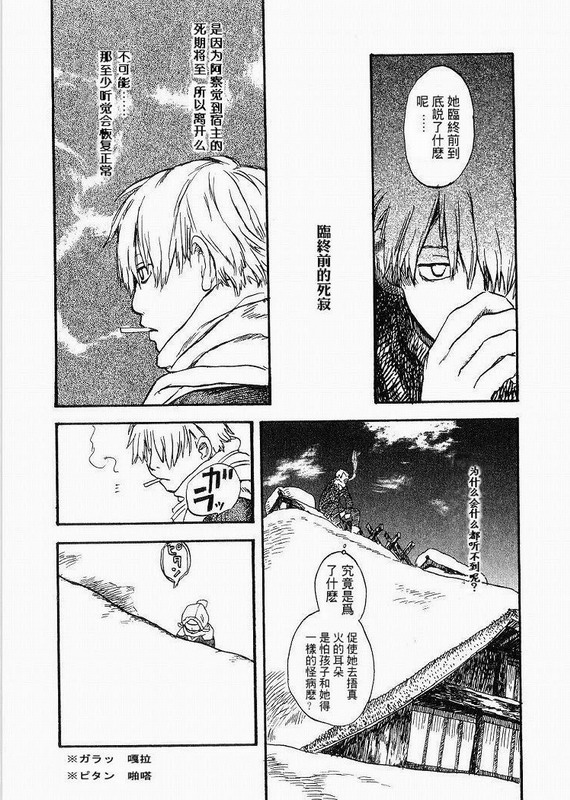 她臨終前到
底説了什麼
呢……
臨終前的死寂
是因为阿察觉到宿主的
死期将至 所以离开么
不可能……
那至少听觉会恢复正常
为什么会什么都听不到呢?
究竟是爲
了什麽
促使她去捂真
火的耳朵
是怕孩子和她得
一樣的怪病麽?
ガラッ
ピタン
※ガラッ 嘎拉
※ピタン 啪嗒